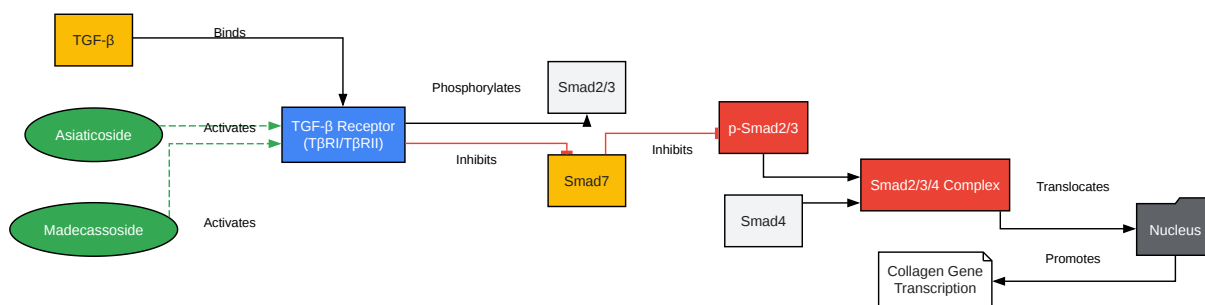 TGF-β
Binds
Asiaticoside
Activates
TGF-β Receptor
(TβRI/TβRII)
Madecassoside
Activates
Phosphorylates
Smad2/3
Inhibits
Smad7
Inhibits
p-Smad2/3
Smad4
Smad2/3/4 Complex
Translocates
Nucleus
Promotes
Collagen Gene
Transcription